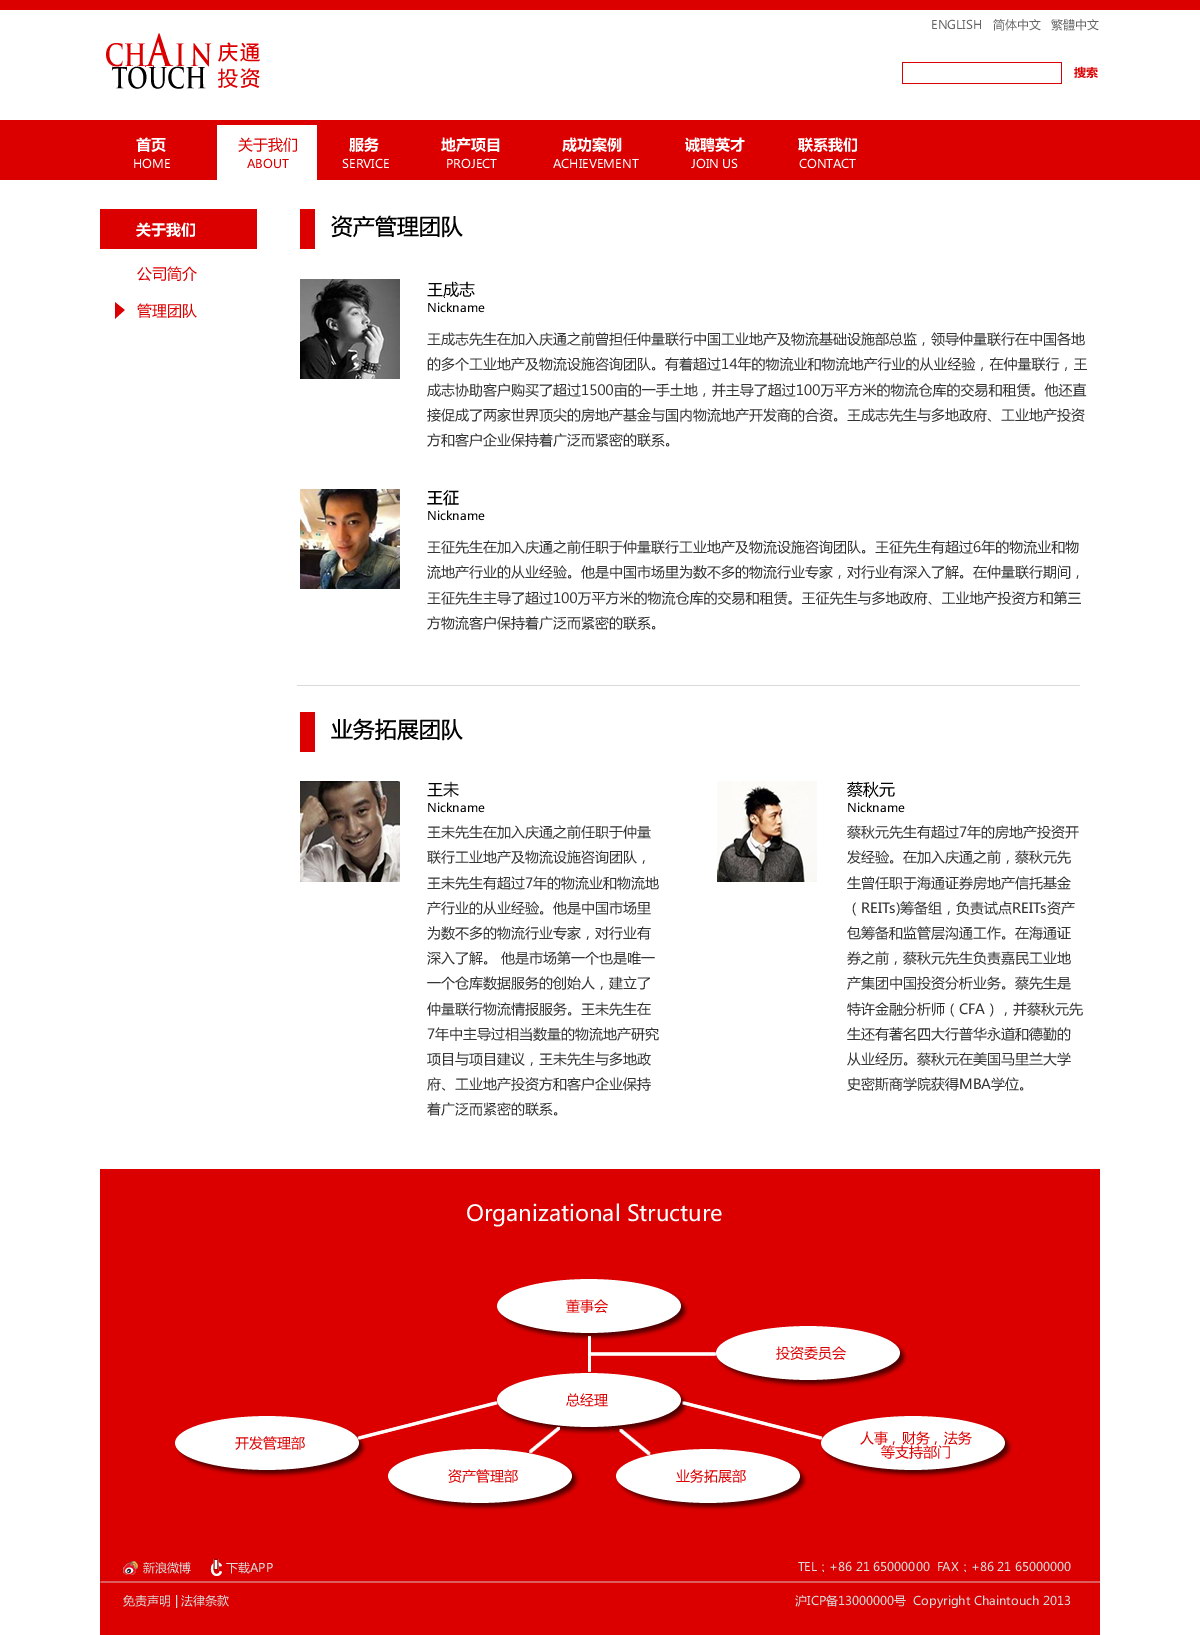 ENGLISH 简体中文 繁體中文
CHAIN 庆通
TOUCH 投资
搜索
首页 关于我们 服务 地产项目 成功案例 诚聘英才 联系我们
HOME ABOUT SERVICE PROJECT ACHIEVEMENT JOIN US CONTACT
关于我们
公司简介
管理团队
资产管理团队
王成志
Nickname
王成志先生在加入庆通之前曾担任仲量联行中国工业地产及物流基础设施部总监，领导仲量联行在中国各地
的多个工业地产及物流设施咨询团队。有着超过14年的物流业和物流地产行业的从业经验，在仲量联行，王
成志协助客户购买了超过1500亩的一手土地，并主导了超过100万平方米的物流仓库的交易和租赁。他还直
接促成了两家世界顶尖的房地产基金与国内物流地产开发商的合资。王成志先生与多地政府、工业地产投资
方和客户企业保持着广泛而紧密的联系。
王征
Nickname
王征先生在加入庆通之前任职于仲量联行工业地产及物流设施咨询团队。王征先生有超过6年的物流业和物
流地产行业的从业经验。他是中国市场里为数不多的物流行业专家，对行业有深入了解。在仲量联行期间，
王征先生主导了超过100万平方米的物流仓库的交易和租赁。王征先生与多地政府、工业地产投资方和第三
方物流客户保持着广泛而紧密的联系。
业务拓展团队
王未
Nickname
王未先生在加入庆通之前任职于仲量
联行工业地产及物流设施咨询团队，
王未先生有超过7年的物流业和物流地
产行业的从业经验。他是中国市场里
为数不多的物流行业专家，对行业有
深入了解。 他是市场第一个也是唯一
一个仓库数据服务的创始人，建立了
仲量联行物流情报服务。王未先生在
7年中主导过相当数量的物流地产研究
项目与项目建议，王未先生与多地政
府、工业地产投资方和客户企业保持
着广泛而紧密的联系。
蔡秋元
Nickname
蔡秋元先生有超过7年的房地产投资开
发经验。在加入庆通之前，蔡秋元先
生曾任职于海通证券房地产信托基金
（REITs)筹备组，负责试点REITs资产
包筹备和监管层沟通工作。在海通证
券之前，蔡秋元先生负责嘉民工业地
产集团中国投资分析业务。蔡先生是
特许金融分析师（CFA），并蔡秋元先
生还有著名四大行普华永道和德勤的
从业经历。蔡秋元在美国马里兰大学
史密斯商学院获得MBA学位。
Organizational Structure
董事会
投资委员会
总经理
开发管理部
人事，财务，法务
等支持部门
资产管理部
业务拓展部
新浪微博 下载APP
TEL：+86 21 65000000 FAX：+86 21 65000000
免责声明 | 法律条款
沪ICP备13000000号 Copyright Chaintouch 2013